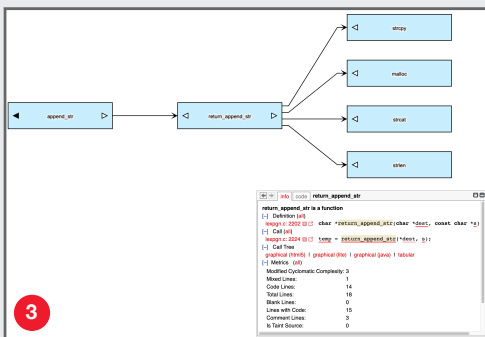 strcpy
malloc
append_str
return_append_str
strcat
strlen
info code return_append_str
return_append_str is a function
[-] Definition (all)
lexpgn.c: 2202 char *return_append_str(char *dest, const char *s)
[-] Call (all)
lexpgn.c: 2224 temp = return_append_str(*dest, s);
[-] Call Tree
graphical (html5) | graphical (lite) | graphical (java) | tabular
[-] Metrics (all)
Modified Cyclomatic Complexity: 3
Mixed Lines: 1
Code Lines: 14
Total Lines: 18
Blank Lines: 0
Lines with Code: 15
Comment Lines: 3
Is Taint Source: 0
3